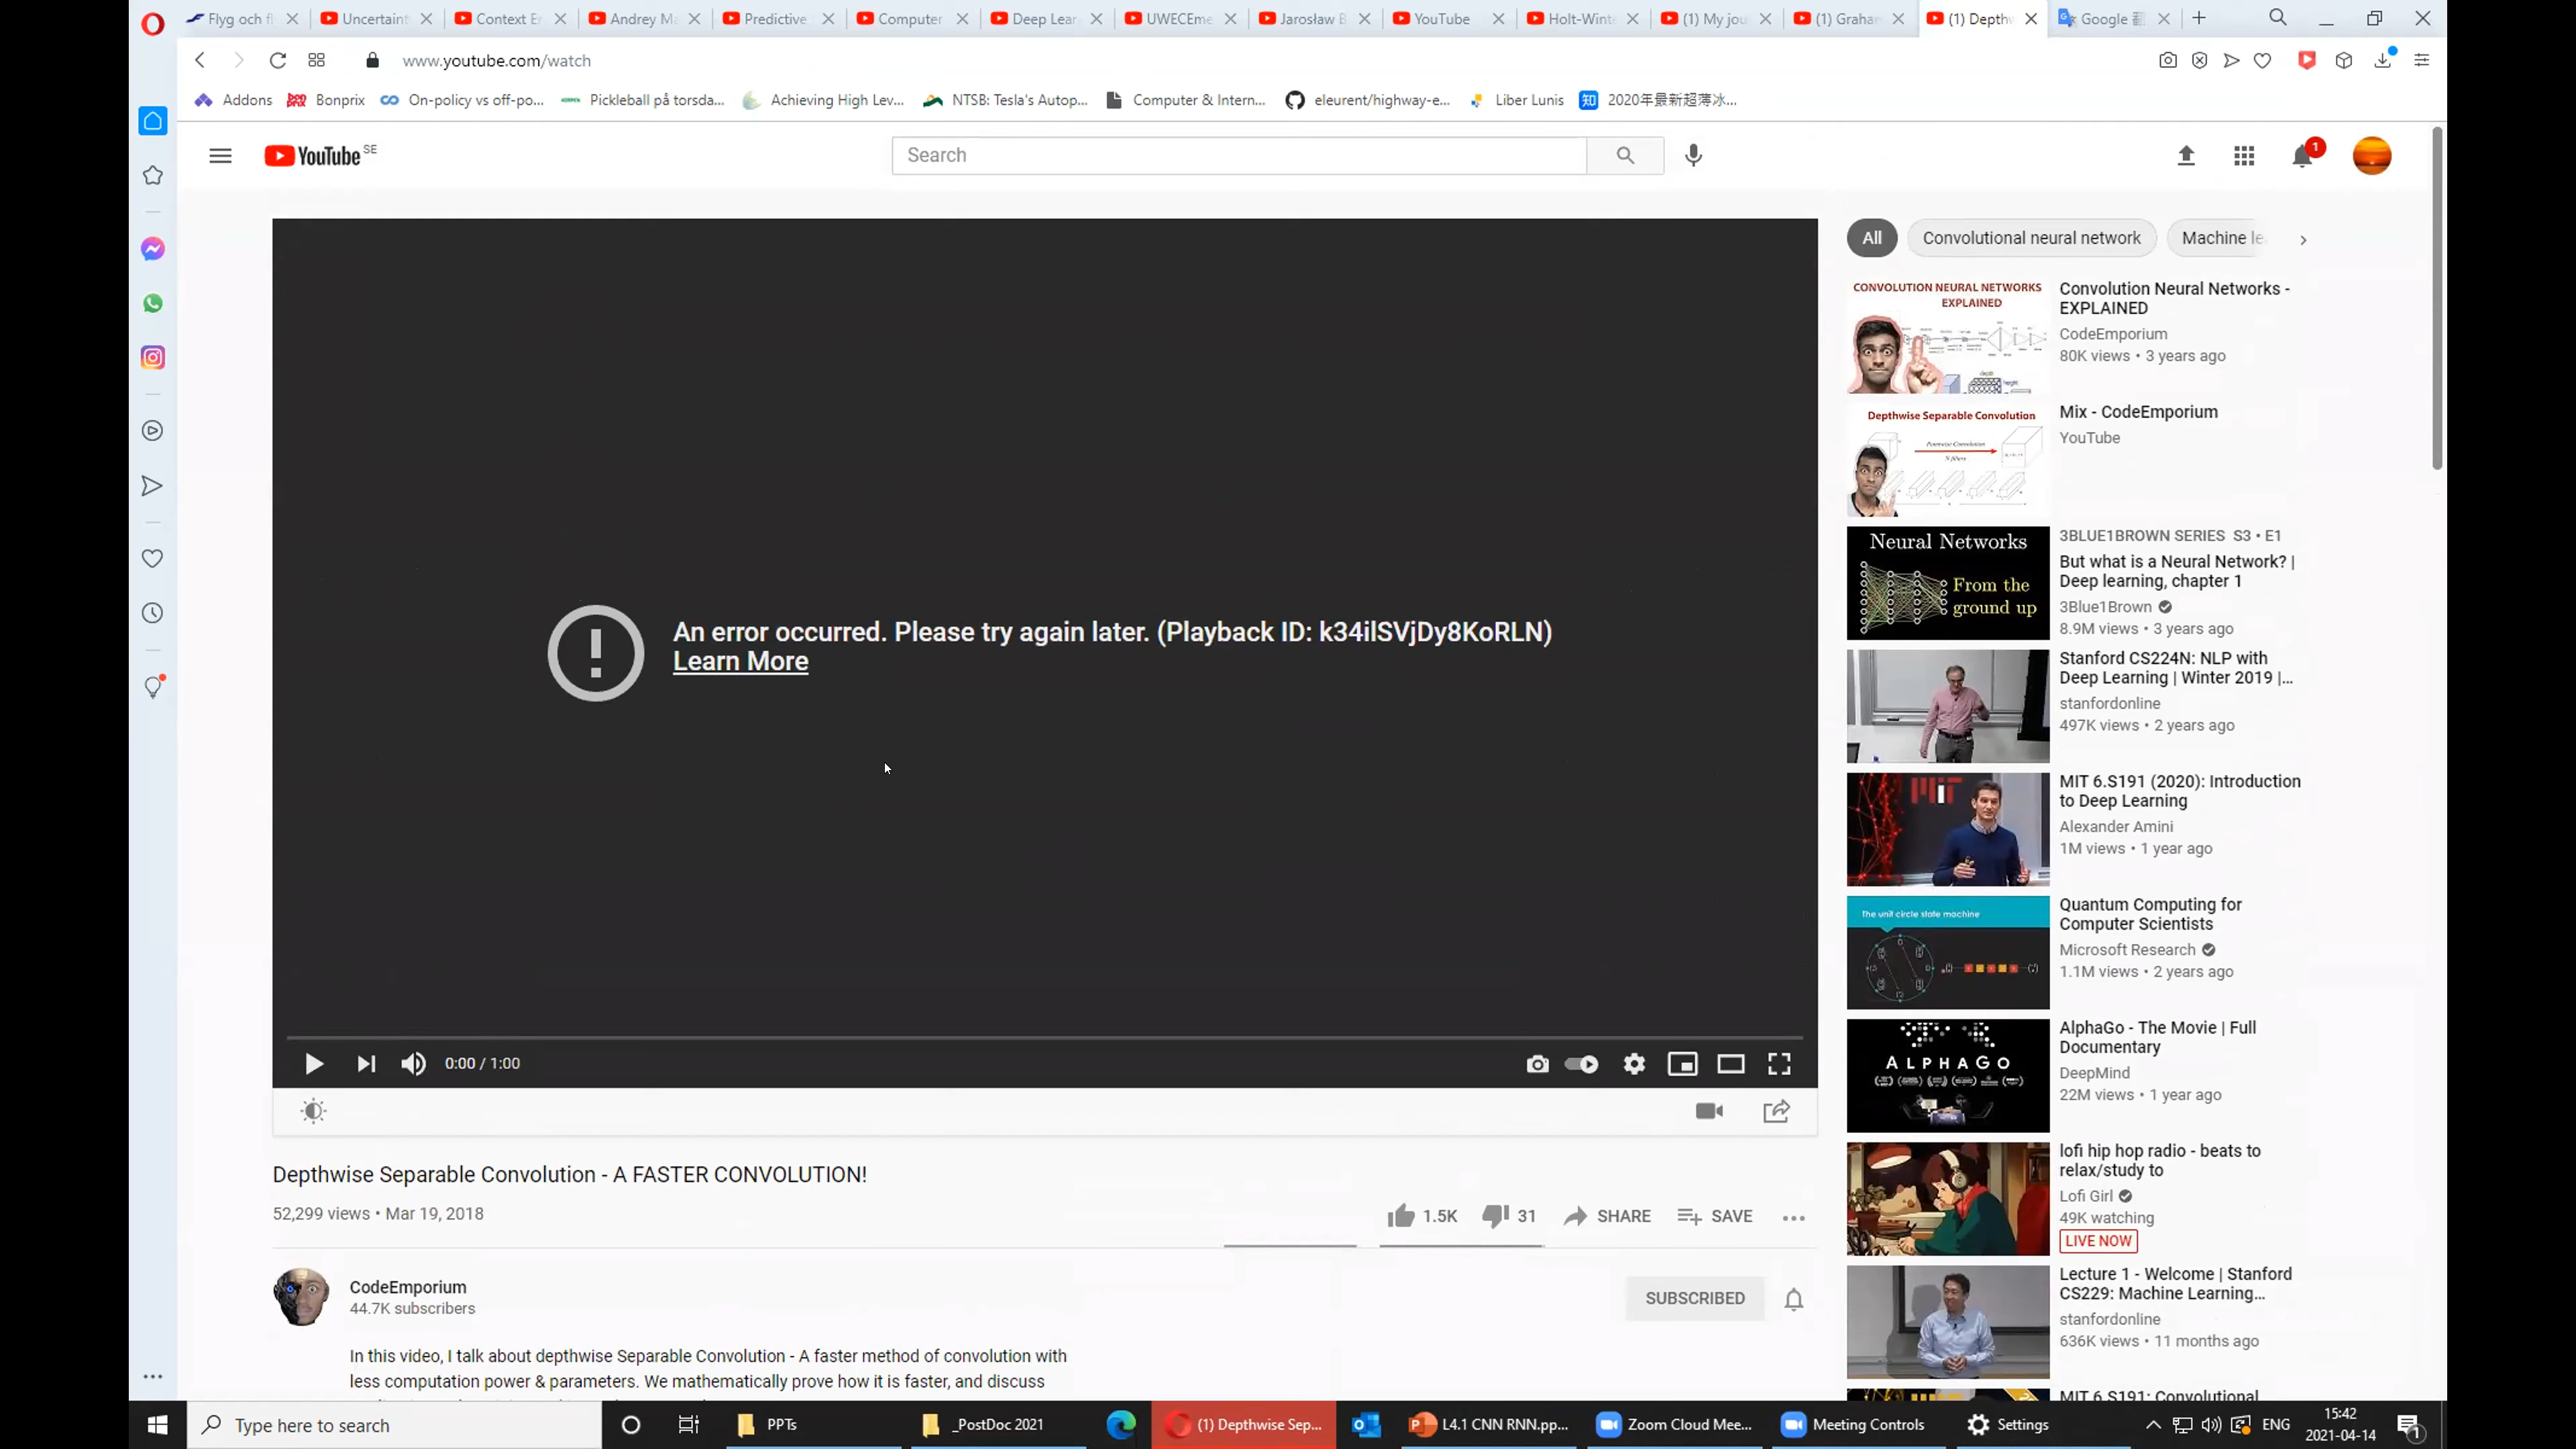 Flyg och f
Uncertaint
Context E
Andrey M
Predictive
Computer
Deep Lear
UWECEme
Jarosław B
YouTube
Holt-Winte
(1) My jou
(1) Graha
(1) Depthw
Google 翻
www.youtube.com/watch
Addons
Bonprix
On-policy vs off-po...
Pickleball på torsda...
Achieving High Lev...
NTSB: Tesla's Autop...
Computer & Intern...
eleurent/highway-e...
Liber Lunis
知
2020年最新超薄冰...
YouTube SE
Search
1
All
Convolutional neural network
Machine le
An error occurred. Please try again later. (Playback ID: k34ilSVjDy8KoRLN)
Learn More
0:00 / 1:00
Depthwise Separable Convolution - A FASTER CONVOLUTION!
52,299 views • Mar 19, 2018
1.5K
31
SHARE
SAVE
CodeEmporium
44.7K subscribers
SUBSCRIBED
In this video, I talk about depthwise Separable Convolution - A faster method of convolution with
less computation power & parameters. We mathematically prove how it is faster, and discuss
CONVOLUTION NEURAL NETWORKS
EXPLAINED
depth
height
Convolution Neural Networks -
EXPLAINED
CodeEmporium
80K views • 3 years ago
Depthwise Separable Convolution
Pointwise Convolution
N filters
Mix - CodeEmporium
YouTube
Neural Networks
From the
ground up
3BLUE1BROWN SERIES S3 • E1
But what is a Neural Network? |
Deep learning, chapter 1
3Blue1Brown
8.9M views • 3 years ago
Stanford CS224N: NLP with
Deep Learning | Winter 2019 |...
stanfordonline
497K views • 2 years ago
MIT
MIT 6.S191 (2020): Introduction
to Deep Learning
Alexander Amini
1M views • 1 year ago
The unit circle state machine
Quantum Computing for
Computer Scientists
Microsoft Research
1.1M views • 2 years ago
ALPHAGO
AlphaGo - The Movie | Full
Documentary
DeepMind
22M views • 1 year ago
lofi hip hop radio - beats to
relax/study to
Lofi Girl
49K watching
LIVE NOW
Lecture 1 - Welcome | Stanford
CS229: Machine Learning...
stanfordonline
636K views • 11 months ago
MIT 6.S191: Convolutional
Type here to search
PPTs
_PostDoc 2021
(1) Depthwise Sep...
L4.1 CNN RNN.pp...
Zoom Cloud Mee...
Meeting Controls
Settings
ENG
15:42
2021-04-14
1